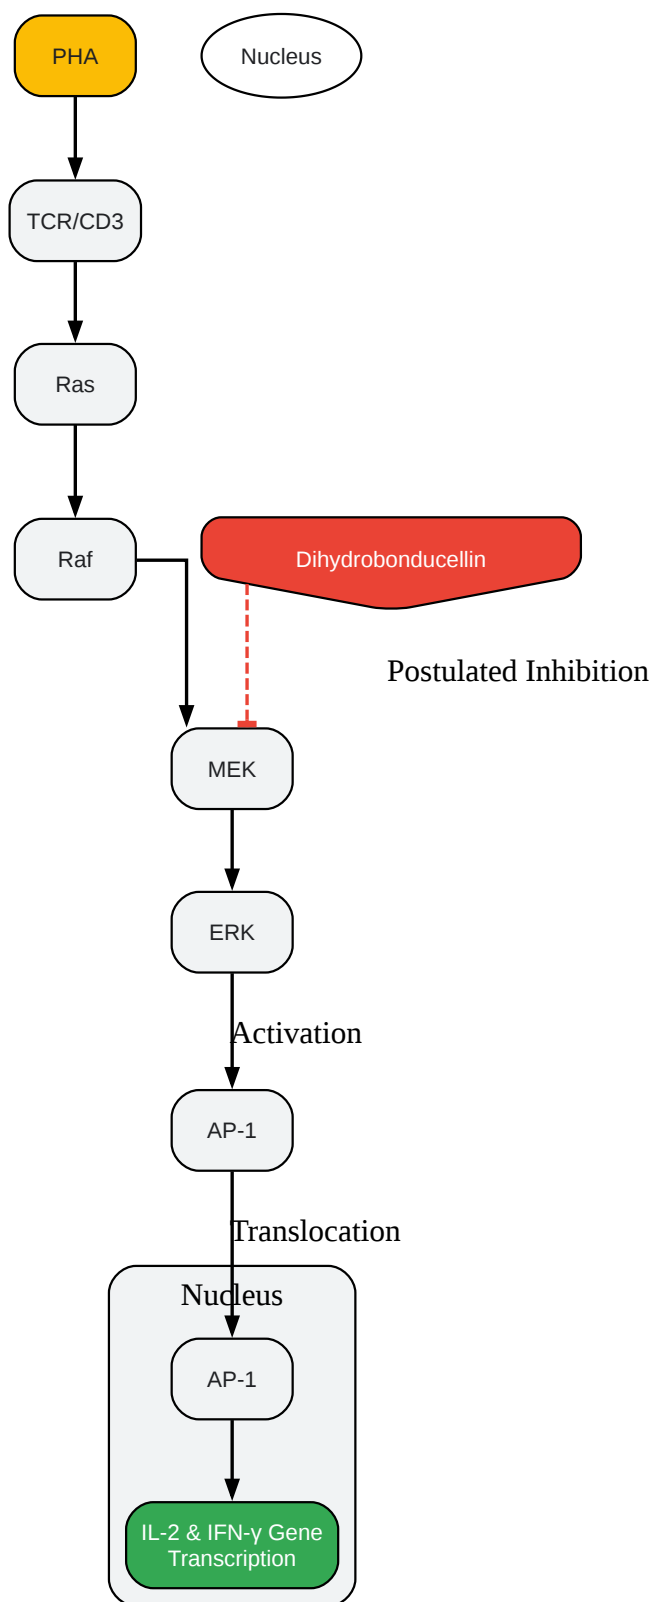 PHA
Nucleus
TCR/CD3
Ras
Raf
Dihydrobonducellin
Postulated Inhibition
MEK
ERK
Activation
AP-1
Translocation
Nucleus
AP-1
IL-2 & IFN-γ Gene
Transcription